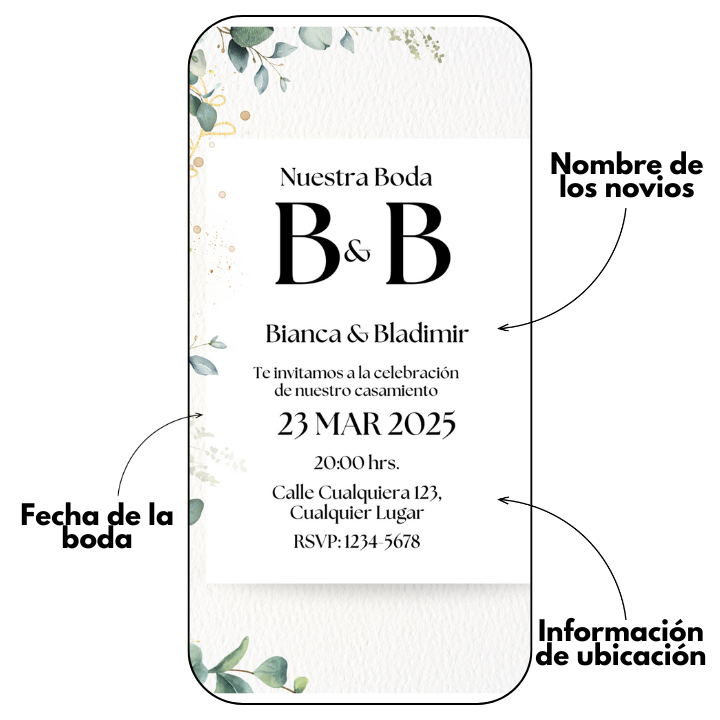 Nuestra Boda
B & B
Bianca & Bladimir
Te invitamos a la celebración
de nuestro casamiento
23 MAR 2025
20:00 hrs.
Calle Cualquiera 123,
Cualquier Lugar
RSVP: 1234-5678
Nombre de
los novios
Fecha de la
boda
Información
de ubicación